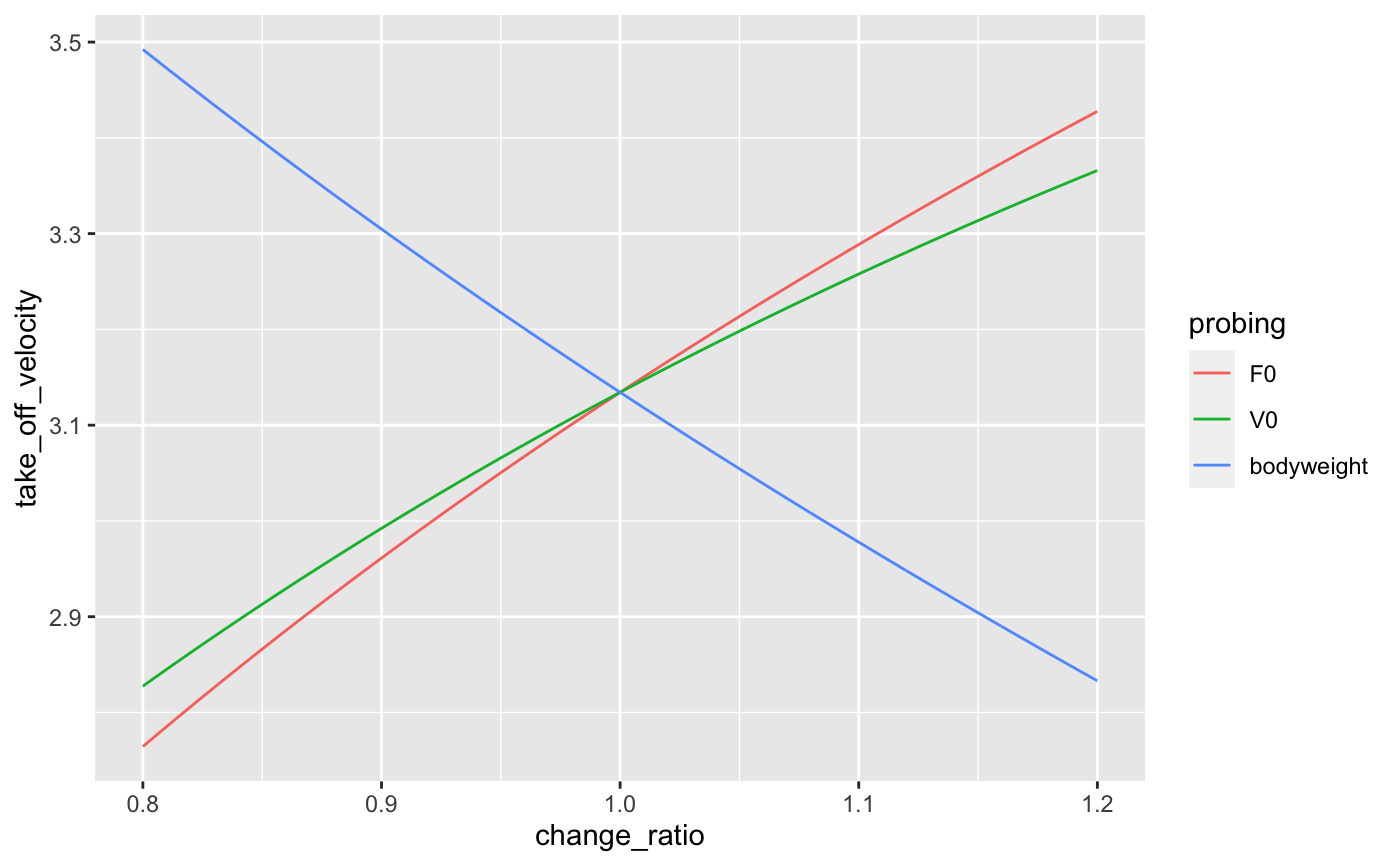 take_off_velocity
3.5
3.3
3.1
2.9
0.8 0.9 1.0 1.1 1.2
change_ratio
probing
F0
V0
bodyweight